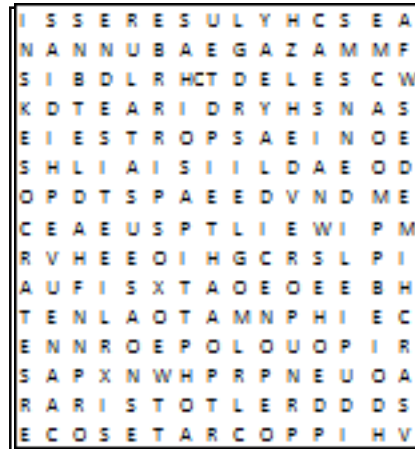 I S S E R E S U L Y H C S E A
N A N N U B A E G A Z A M M F
S I B D L R HCT D E L E S C W
K D T E A R I D R Y H S N A S
E I E S T R O P S A E I N O E
S H L I A I S I I L D A E O D
O P D T S P A E E D V N D M E
C E A E U S P T L I E W I P M
R V H E E O I H G C R S L P I
A U F I S X T A O E O E E B H
T E N L A O T A M N P H I E C
E N N R O E P O L O U O P I R
S A P X N W H P R P N E U O A
R A R I S T O T L E R D D D S
E C O S E T A R C O P P I H V